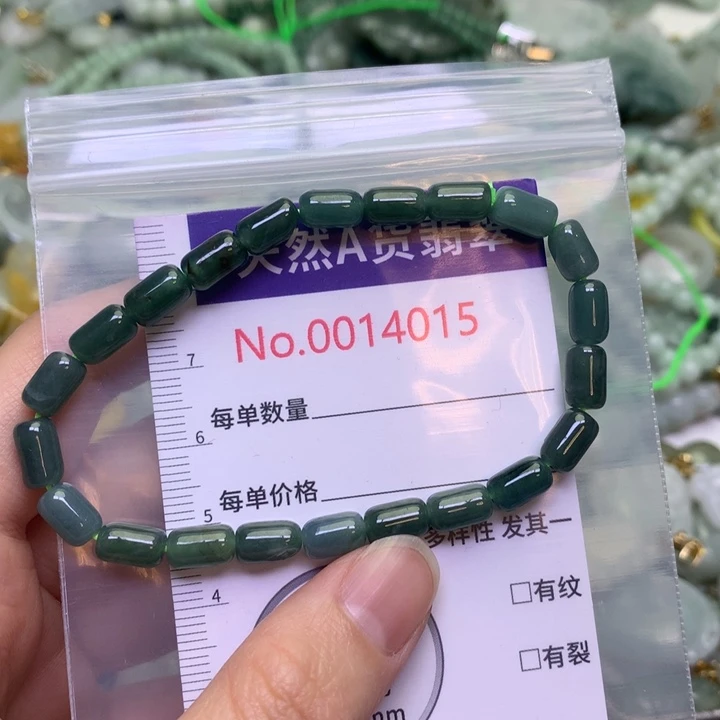 天然A货翡翠
No.0014015
7
每单数量
6
每单价格
5
多样性 发其一
4
□有纹
□有裂
nm